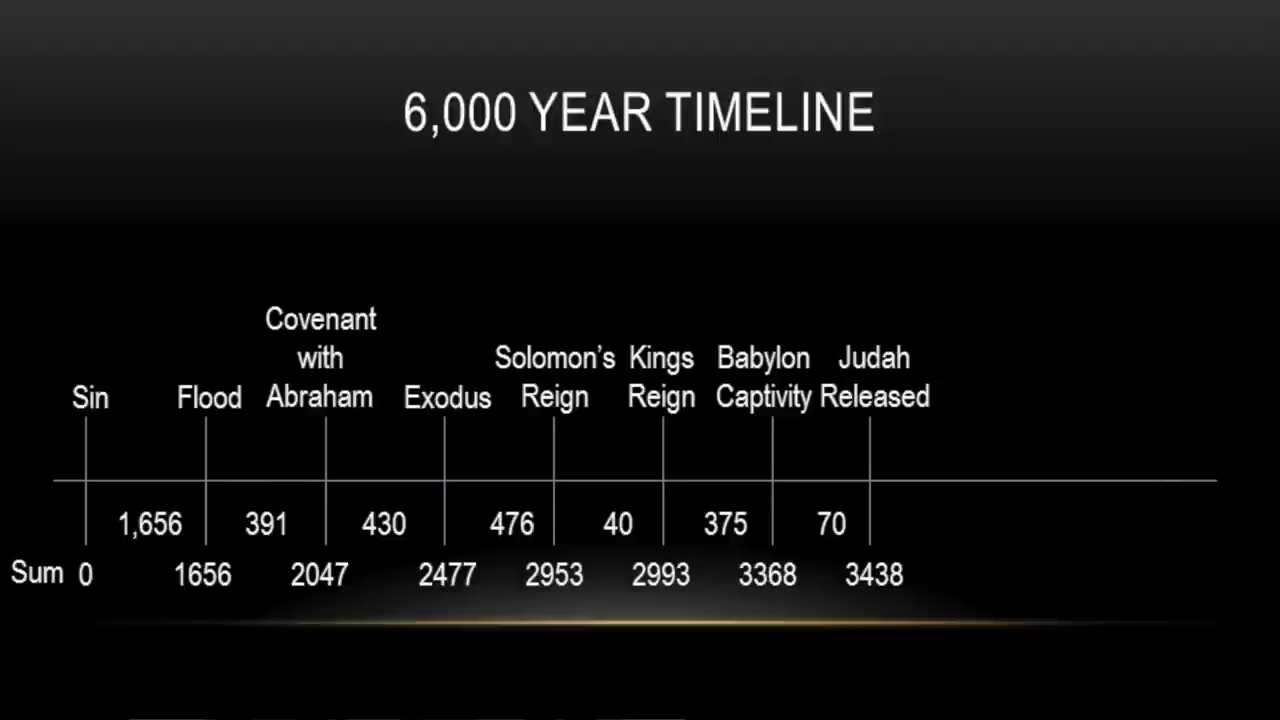 6,000 YEAR TIMELINE
Covenant
with
Abraham
Sin
Flood
Exodus
Solomon's
Reign
Kings
Reign
Babylon
Captivity
Judah
Released
1,656 391 430 476 40 375 70
Sum 0 1656 2047 2477 2953 2993 3368 3438